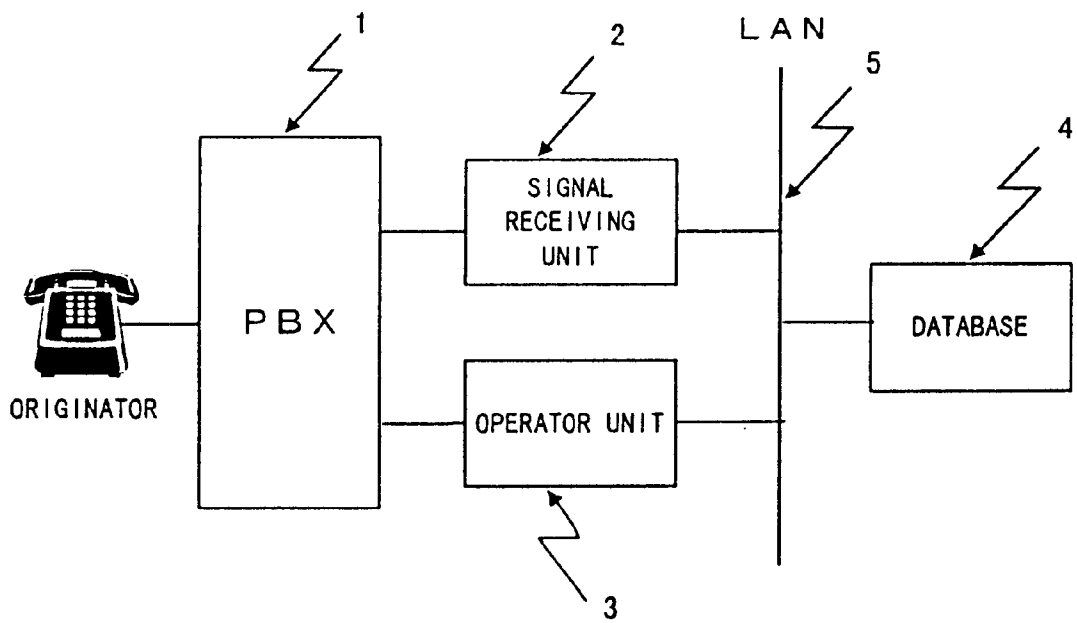 1
2
LAN
5
4
SIGNAL
RECEIVING
UNIT
PBX
DATABASE
ORIGINATOR
OPERATOR UNIT
3